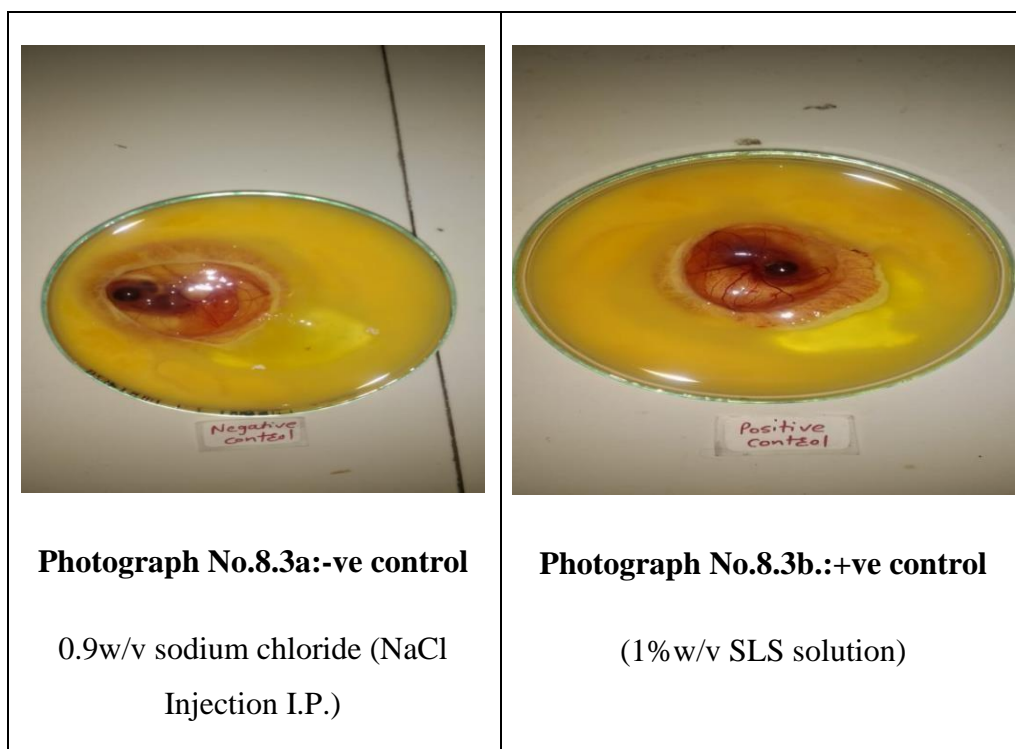 Negative
control
Positive
control
Photograph No.8.3a:-ve control
0.9w/v sodium chloride (NaCl
Injection I.P.)
Photograph No.8.3b.:+ve control
(1%w/v SLS solution)